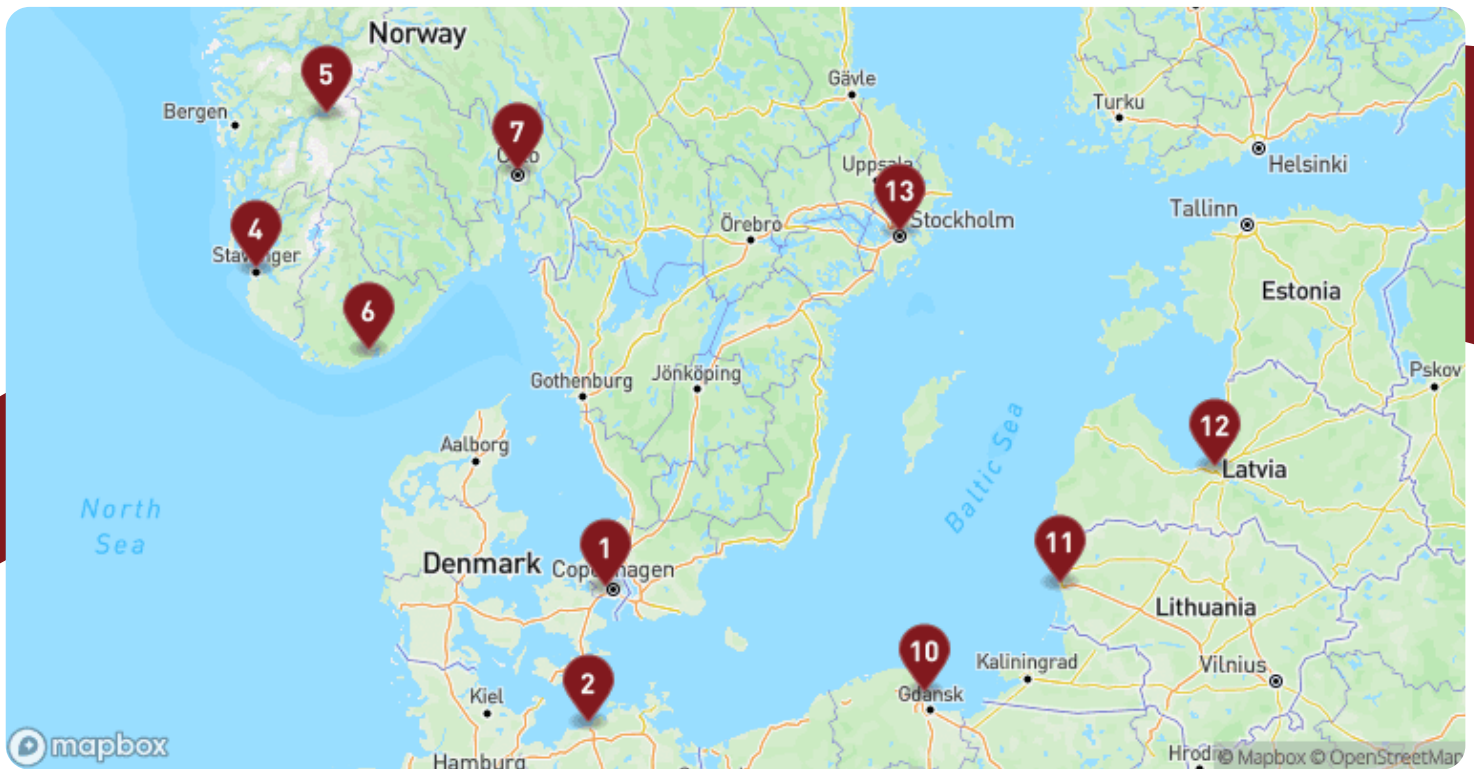 Norway
5
Gävle
Turku
Bergen
7
Helsinki
Uppsala
13
Tallinn
Stockholm
Örebro
4
Stavanger
Estonia
6
Pskov
Gothenburg
Jönköping
12
Aalborg
Latvia
Baltic Sea
North
Sea
11
1
Denmark
Copenhagen
Lithuania
10
Kaliningrad
Vilnius
2
Gdansk
Kiel
mapbox
Hamburg
© Mapbox © OpenStreetMap